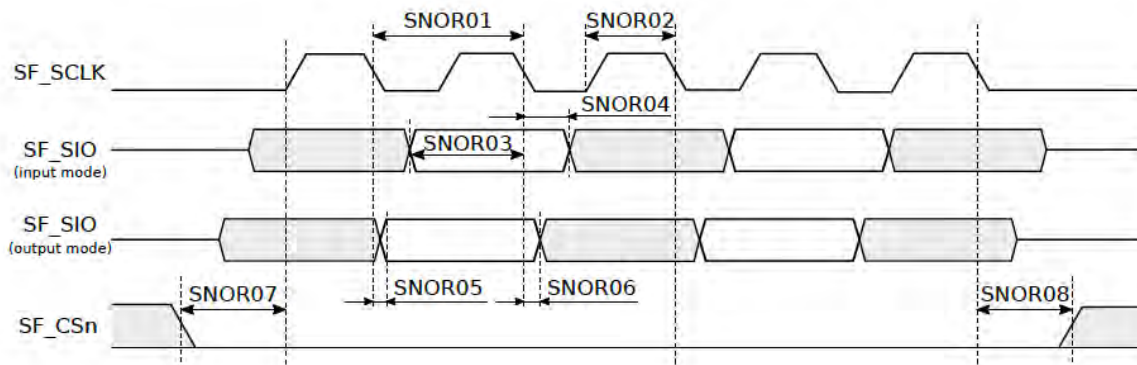 SNOR01
SNOR02
SF_SCLK
SNOR04
SF_SIO
(input mode)
SNOR03
SF_SIO
(output mode)
SNOR05
SNOR06
SNOR07
SNOR08
SF_CSn